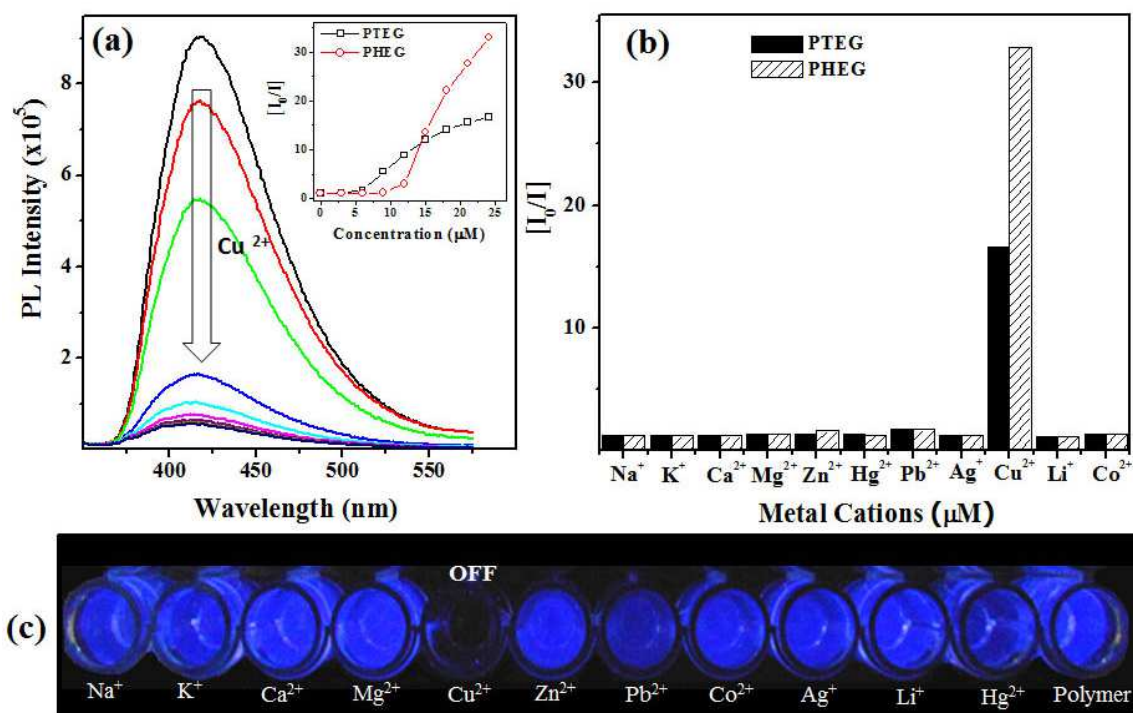 (a)
PTEG
PHEG
[I₀/I]
30
20
10
0
0 5 10 15 20 25
Concentration (μM)
PL Intensity (x10⁵)
8
6
4
2
Cu ²⁺
400 450 500 550
Wavelength (nm)
(b)
PTEG
PHEG
[I₀/I]
30
20
10
Na⁺ K⁺ Ca²⁺ Mg²⁺ Zn²⁺ Hg²⁺ Pb²⁺ Ag⁺ Cu²⁺ Li⁺ Co²⁺
Metal Cations (μM)
(c)
OFF
Na⁺ K⁺ Ca²⁺ Mg²⁺ Cu²⁺ Zn²⁺ Pb²⁺ Co²⁺ Ag⁺ Li⁺ Hg²⁺ Polymer